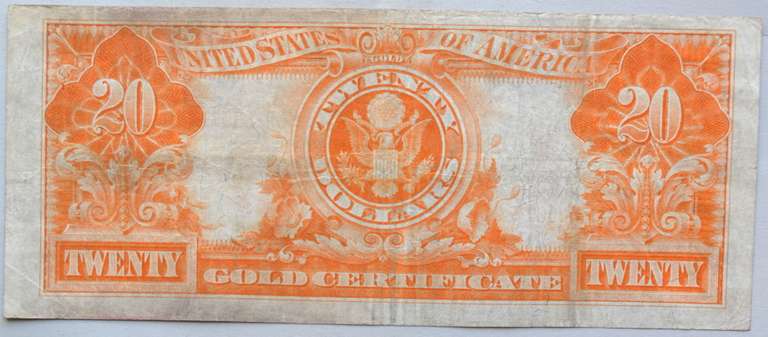 UNITED STATES OF AMERICA
GOLD
20
20
TWENTY
DOLLARS
TWENTY
GOLD CERTIFICATE
TWENTY